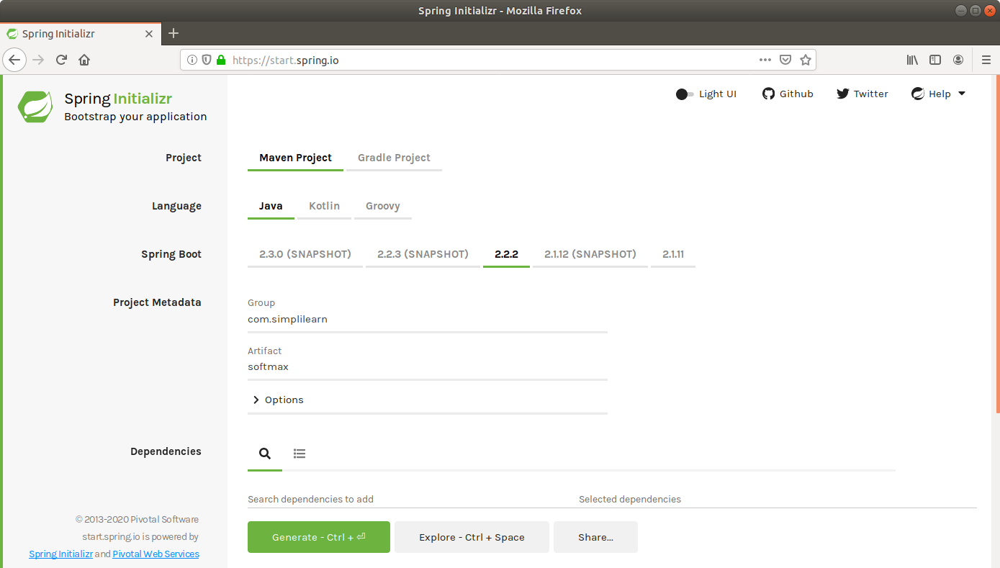 Spring Initializr - Mozilla Firefox
Spring Initializr
https://start.spring.io
Spring Initializr
Bootstrap your application
Light UI Github Twitter Help
Project
Maven Project Gradle Project
Language
Java Kotlin Groovy
Spring Boot
2.3.0 (SNAPSHOT) 2.2.3 (SNAPSHOT) 2.2.2 2.1.12 (SNAPSHOT) 2.1.11
Project Metadata
Group
com.simplilearn
Artifact
softmax
Options
Dependencies
Search dependencies to add Selected dependencies
Generate - Ctrl + ⏎ Explore - Ctrl + Space Share...
© 2013-2020 Pivotal Software
start.spring.io is powered by
Spring Initializr and Pivotal Web Services